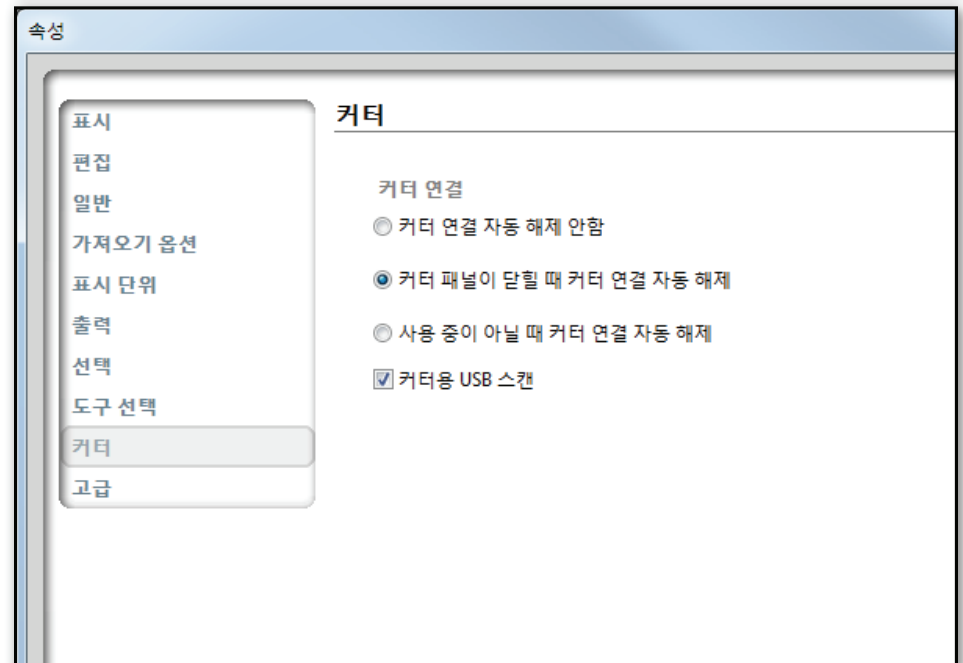 속성
표시
편집
일반
가져오기 옵션
표시 단위
출력
선택
도구 선택
커터
고급
커터
커터 연결
커터 연결 자동 해제 안함
커터 패널이 닫힐 때 커터 연결 자동 해제
사용 중이 아닐 때 커터 연결 자동 해제
커터용 USB 스캔